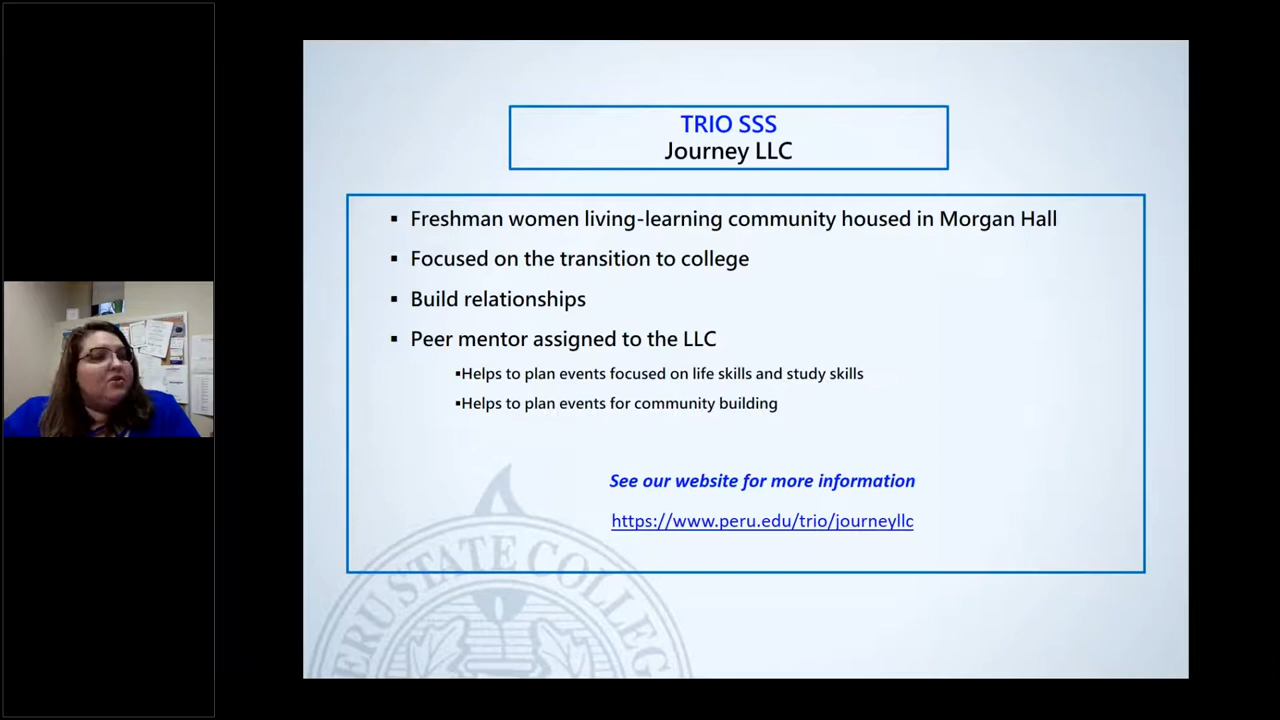 TRIO SSS
Journey LLC
▪ Freshman women living-learning community housed in Morgan Hall
▪ Focused on the transition to college
▪ Build relationships
▪ Peer mentor assigned to the LLC
▪Helps to plan events focused on life skills and study skills
▪Helps to plan events for community building
See our website for more information
https://www.peru.edu/trio/journeyllc
ERU STATE COLLEG